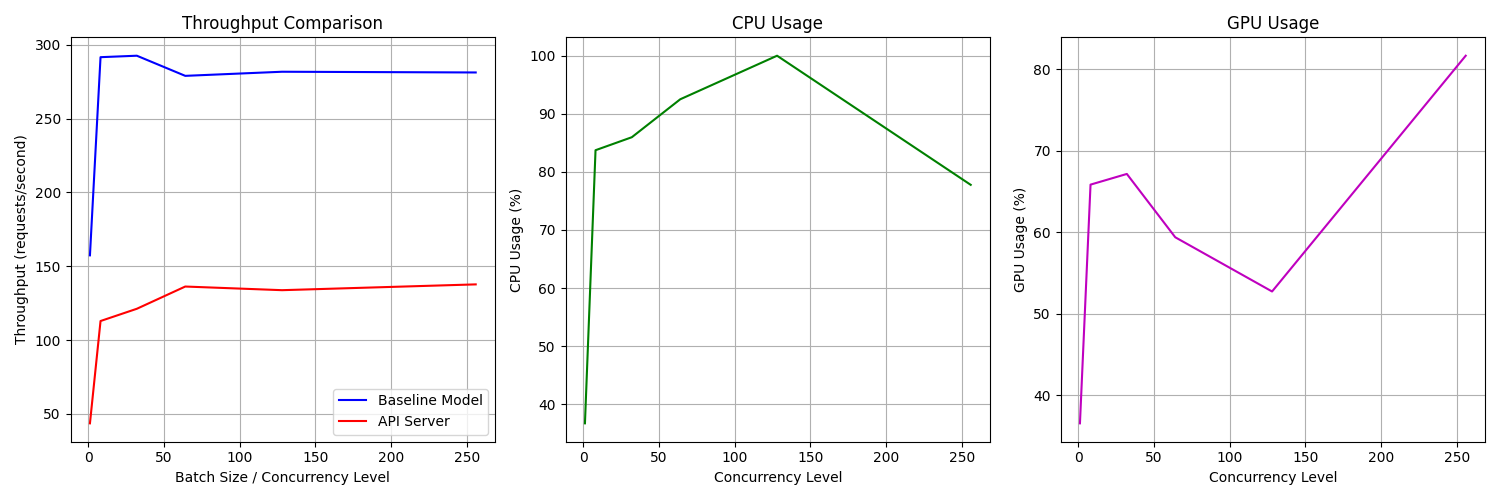 Throughput Comparison
Throughput (requests/second)
300
250
200
150
100
50
0 50 100 150 200 250
Batch Size / Concurrency Level
Baseline Model
API Server
CPU Usage
CPU Usage (%)
100
90
80
70
60
50
40
0 50 100 150 200 250
Concurrency Level
GPU Usage
GPU Usage (%)
80
70
60
50
40
0 50 100 150 200 250
Concurrency Level